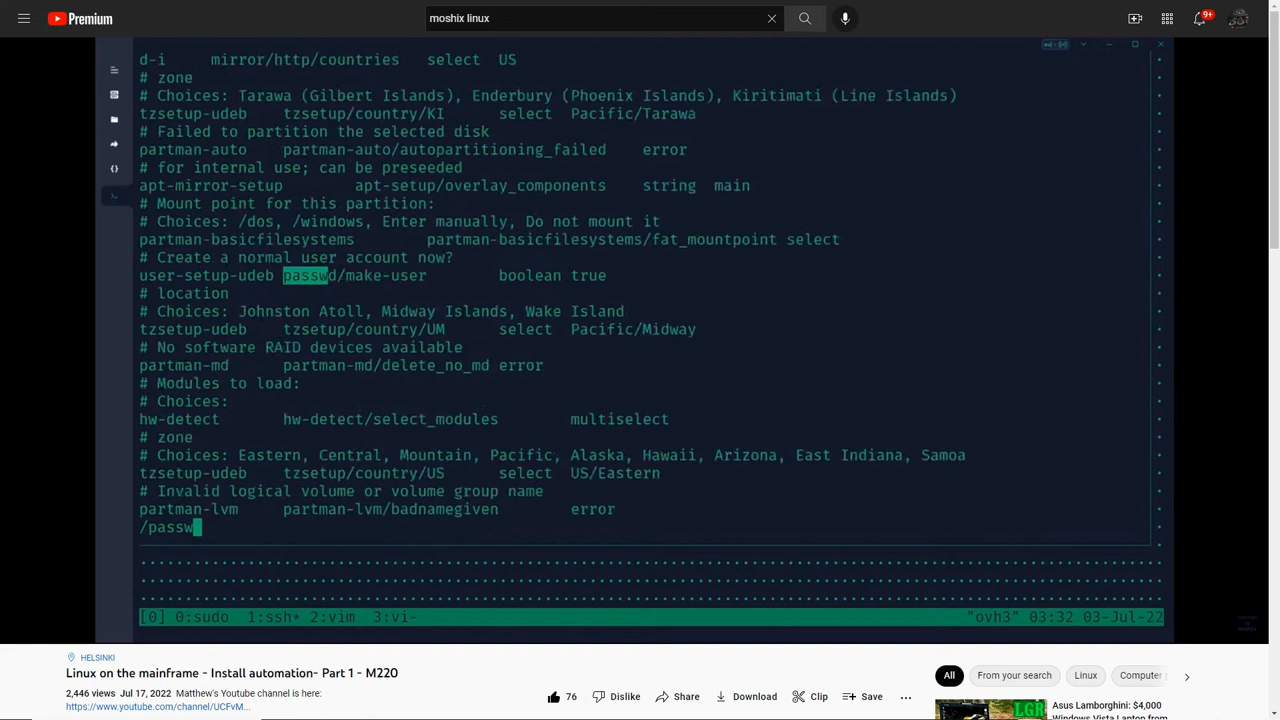 Premium
moshix linux
9+
d-i mirror/http/countries select US
# zone
# Choices: Tarawa (Gilbert Islands), Enderbury (Phoenix Islands), Kiritimati (Line Islands)
tzsetup-udeb tzsetup/country/KI select Pacific/Tarawa
# Failed to partition the selected disk
partman-auto partman-auto/autopartitioning_failed error
# for internal use; can be preseeded
apt-mirror-setup apt-setup/overlay_components string main
# Mount point for this partition:
# Choices: /dos, /windows, Enter manually, Do not mount it
partman-basicfilesystems partman-basicfilesystems/fat_mountpoint select
# Create a normal user account now?
user-setup-udeb passwd/make-user boolean true
# location
# Choices: Johnston Atoll, Midway Islands, Wake Island
tzsetup-udeb tzsetup/country/UM select Pacific/Midway
# No software RAID devices available
partman-md partman-md/delete_no_md error
# Modules to load:
# Choices:
hw-detect hw-detect/select_modules multiselect
# zone
# Choices: Eastern, Central, Mountain, Pacific, Alaska, Hawaii, Arizona, East Indiana, Samoa
tzsetup-udeb tzsetup/country/US select US/Eastern
# Invalid logical volume or volume group name
partman-lvm partman-lvm/badnamegiven error
/passw
[0] 0:sudo 1:ssh* 2:vim 3:vi- "ovh3" 03:32 03-Jul-22
HELSINKI
Linux on the mainframe - Install automation- Part 1 - M220
2,446 views Jul 17, 2022 Matthew's Youtube channel is here:
https://www.youtube.com/channel/UCFvM...
76 Dislike Share Download Clip Save ...
All From your search Linux Computer
LGR
Asus Lamborghini: $4,000
Windows Vista Laptop from